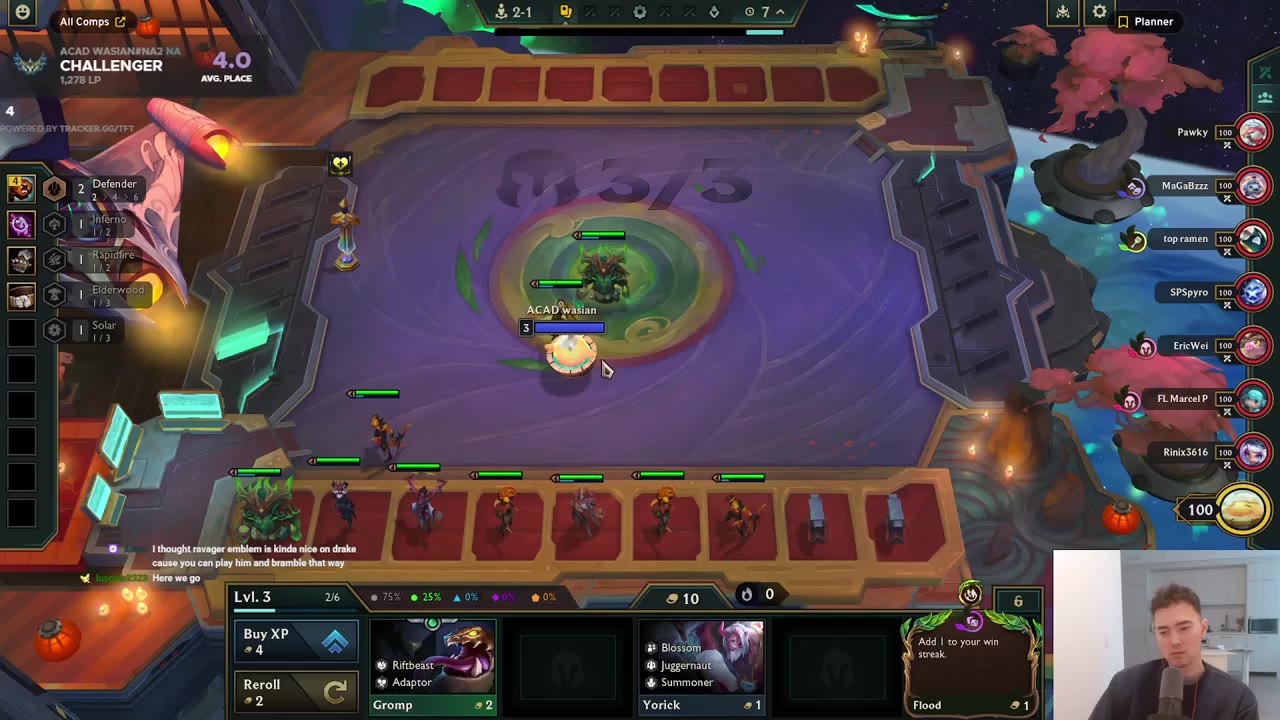 All Comps
ACAD WASIAN#NA2 NA
CHALLENGER
1,278 LP
4.0
AVG. PLACE
4
POWERED BY TRACKER.GG/TFT
2-1
7
Planner
3/3
4
2
Defender
2 > 4 > 6
1
Inferno
1 / 2
1
Rapidfire
1 / 2
1
Elderwood
1 / 3
1
Solar
1 / 3
ACAD wasian
3
Pawky
100
MaGaBzzz
100
top ramen
100
SPSpyro
100
EricWei
100
FL Marcel P
100
Rinix3616
100
100
I thought ravager emblem is kinda nice on drake
cause you can play him and bramble that way
Here we go
Lvl. 3
2/6
75%
25%
0%
0%
0%
10
0
6
Buy XP
4
Reroll
2
Riftbeast
Adaptor
Gromp
2
Blossom
Juggernaut
Summoner
Yorick
1
Add 1 to your win
streak.
Flood
1